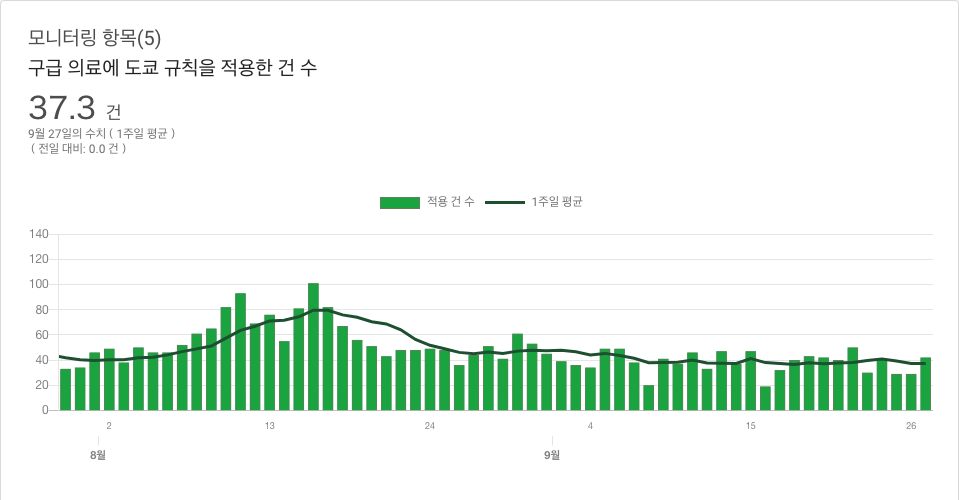 모니터링 항목(5)
구급 의료에 도쿄 규칙을 적용한 건 수
37.3 건
9월 27일의 수치 ( 1주일 평균 )
( 전일 대비: 0.0 건 )
적용 건 수 1주일 평균
140
120
100
80
60
40
20
0
2 13 24 4 15 26
8월 9월